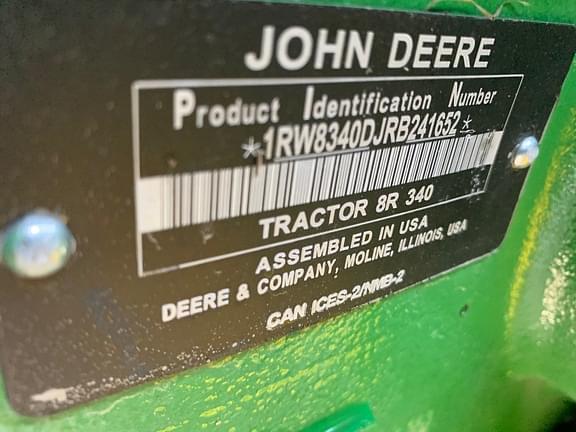 JOHN DEERE
Product Identification Number
*1RW8340DJRB241652*
TRACTOR 8R 340
ASSEMBLED IN USA
DEERE & COMPANY, MOLINE, ILLINOIS, USA
CAN ICES-2/NMB-2